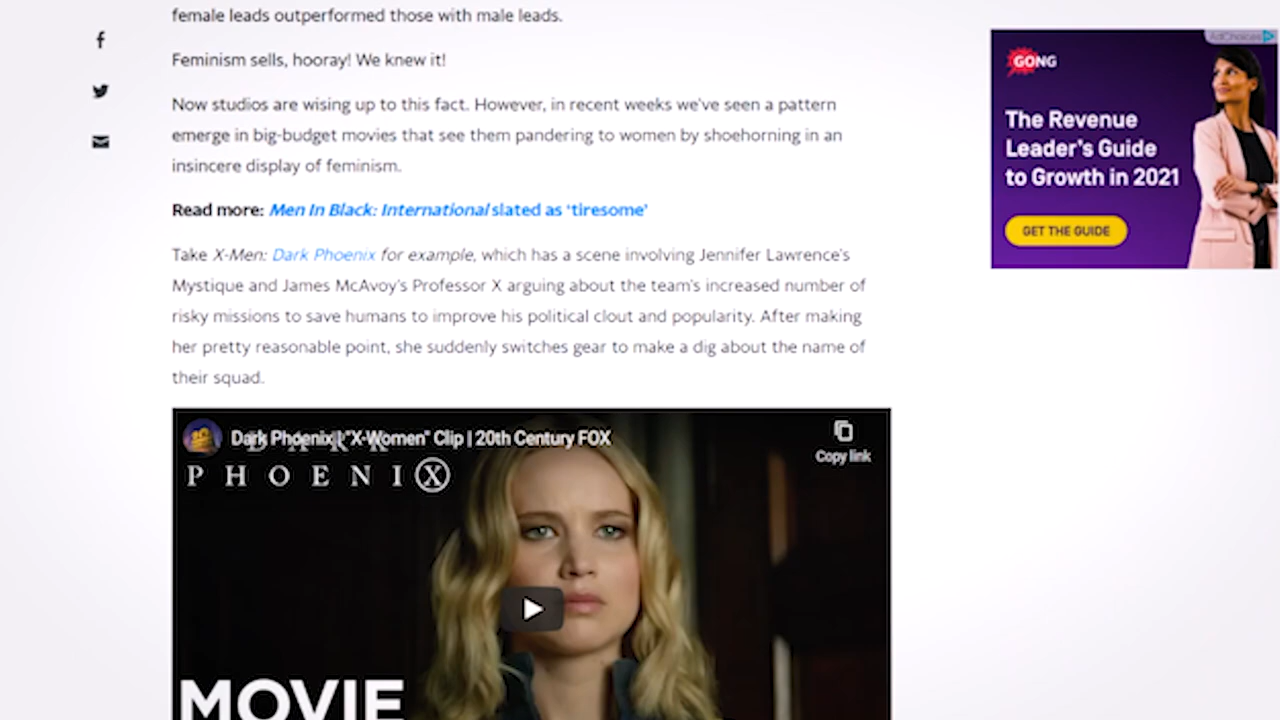 female leads outperformed those with male leads.
Feminism sells, hooray! We knew it!
Now studios are wising up to this fact. However, in recent weeks we've seen a pattern
emerge in big-budget movies that see them pandering to women by shoehorning in an
insincere display of feminism.
Read more: Men In Black: International slated as 'tiresome'
Take X-Men: Dark Phoenix for example, which has a scene involving Jennifer Lawrence's
Mystique and James McAvoy's Professor X arguing about the team's increased number of
risky missions to save humans to improve his political clout and popularity. After making
her pretty reasonable point, she suddenly switches gear to make a dig about the name of
their squad.
Dark Phoenix | "X-Women" Clip | 20th Century FOX
Copy link
DARK
PHOENIX
MOVIE
AdChoices
GONG
The Revenue
Leader's Guide
to Growth in 2021
GET THE GUIDE